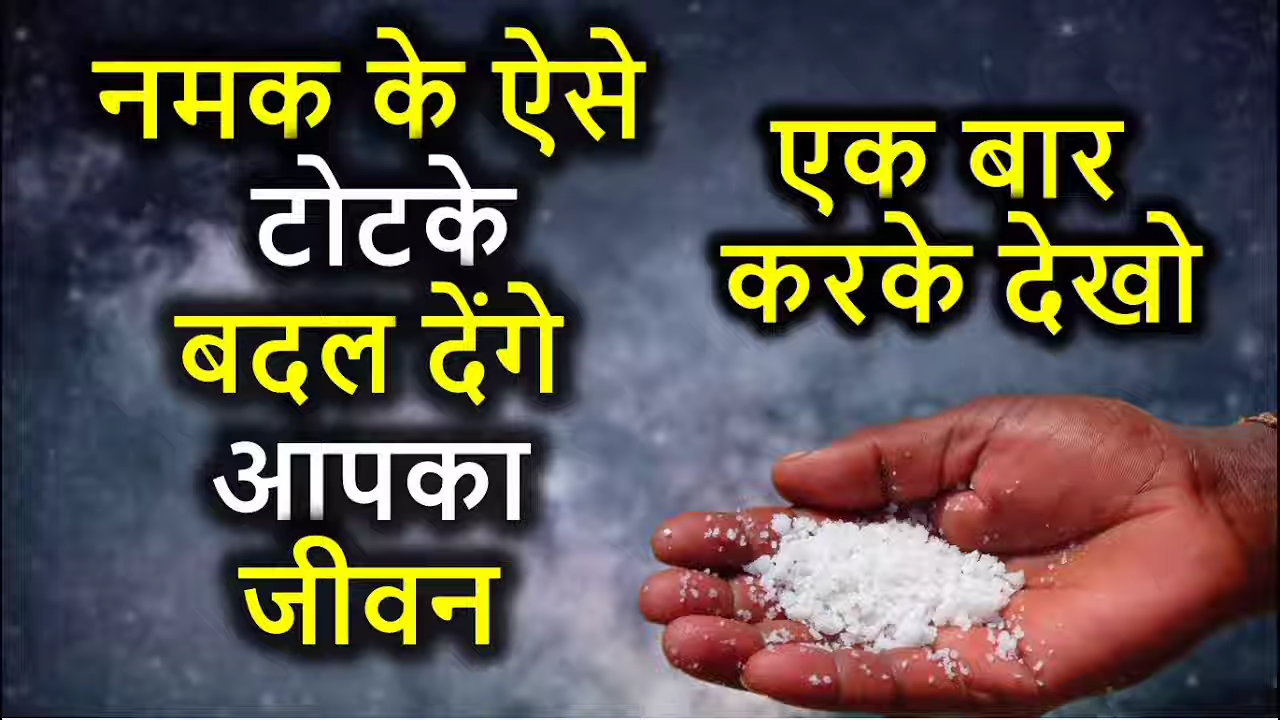 नमक के ऐसे
टोटके
बदल देंगे
आपका
जीवन
एक बार
करके देखो